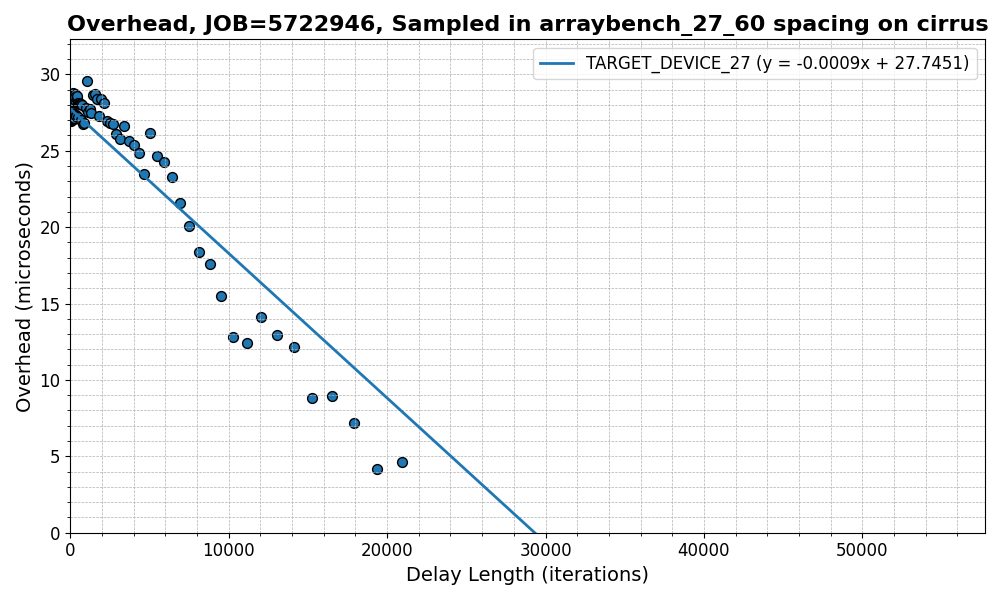 Overhead, JOB=5722946, Sampled in arraybench_27_60 spacing on cirrus
TARGET_DEVICE_27 (y = -0.0009x + 27.7451)
Overhead (microseconds)
30
25
20
15
10
5
0
0 10000 20000 30000 40000 50000
Delay Length (iterations)